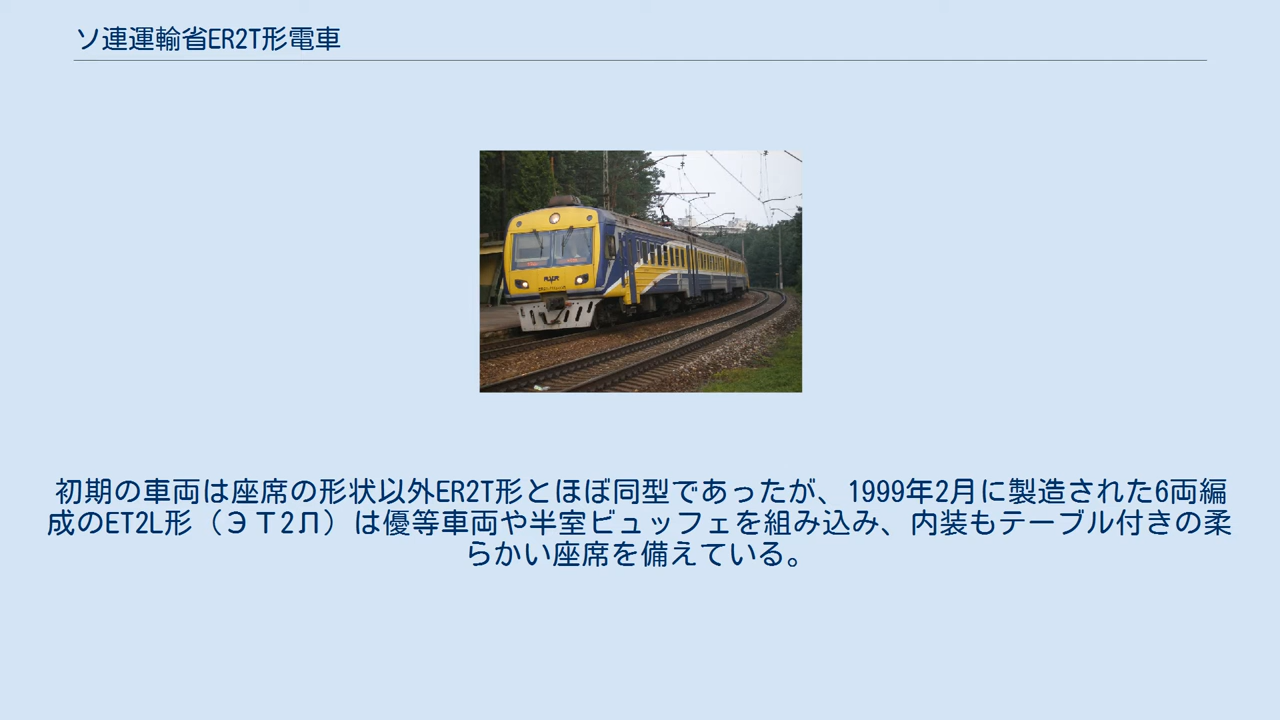 ソ連運輸省ER2T形電車
初期の車両は座席の形状以外ER2T形とほぼ同型であったが、1999年2月に製造された6両編
成のET2L形（ЭТ2Л）は優等車両や半室ビュッフェを組み込み、内装もテーブル付きの柔
らかい座席を備えている。